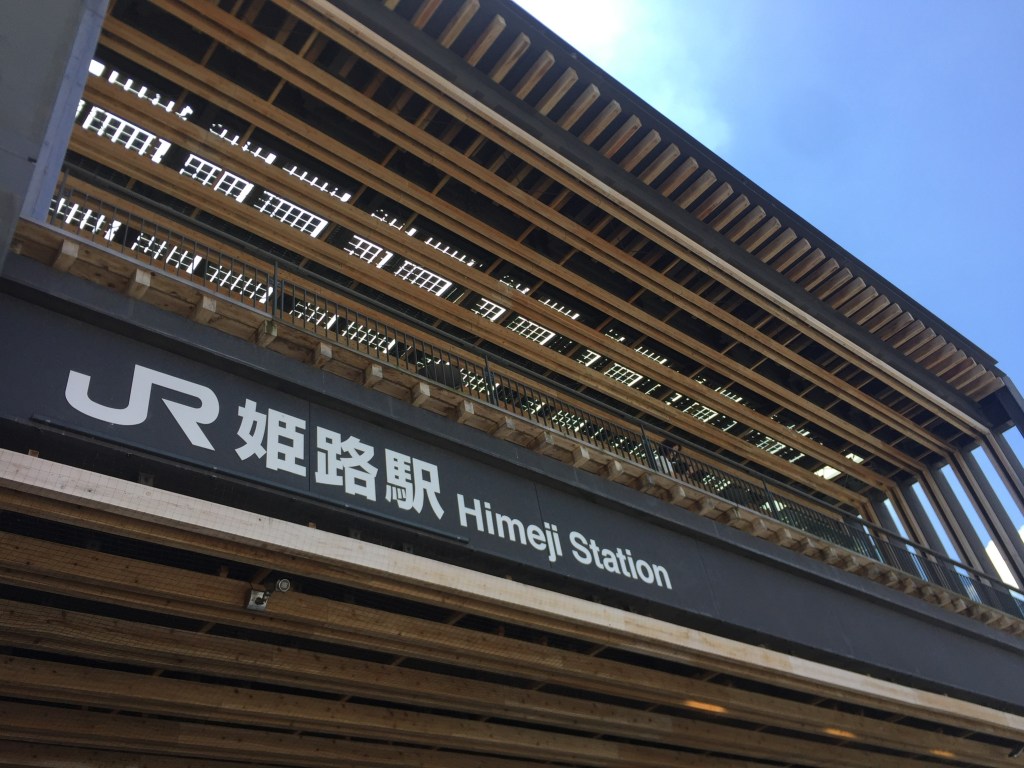 JR 姫路駅 Himeji Station